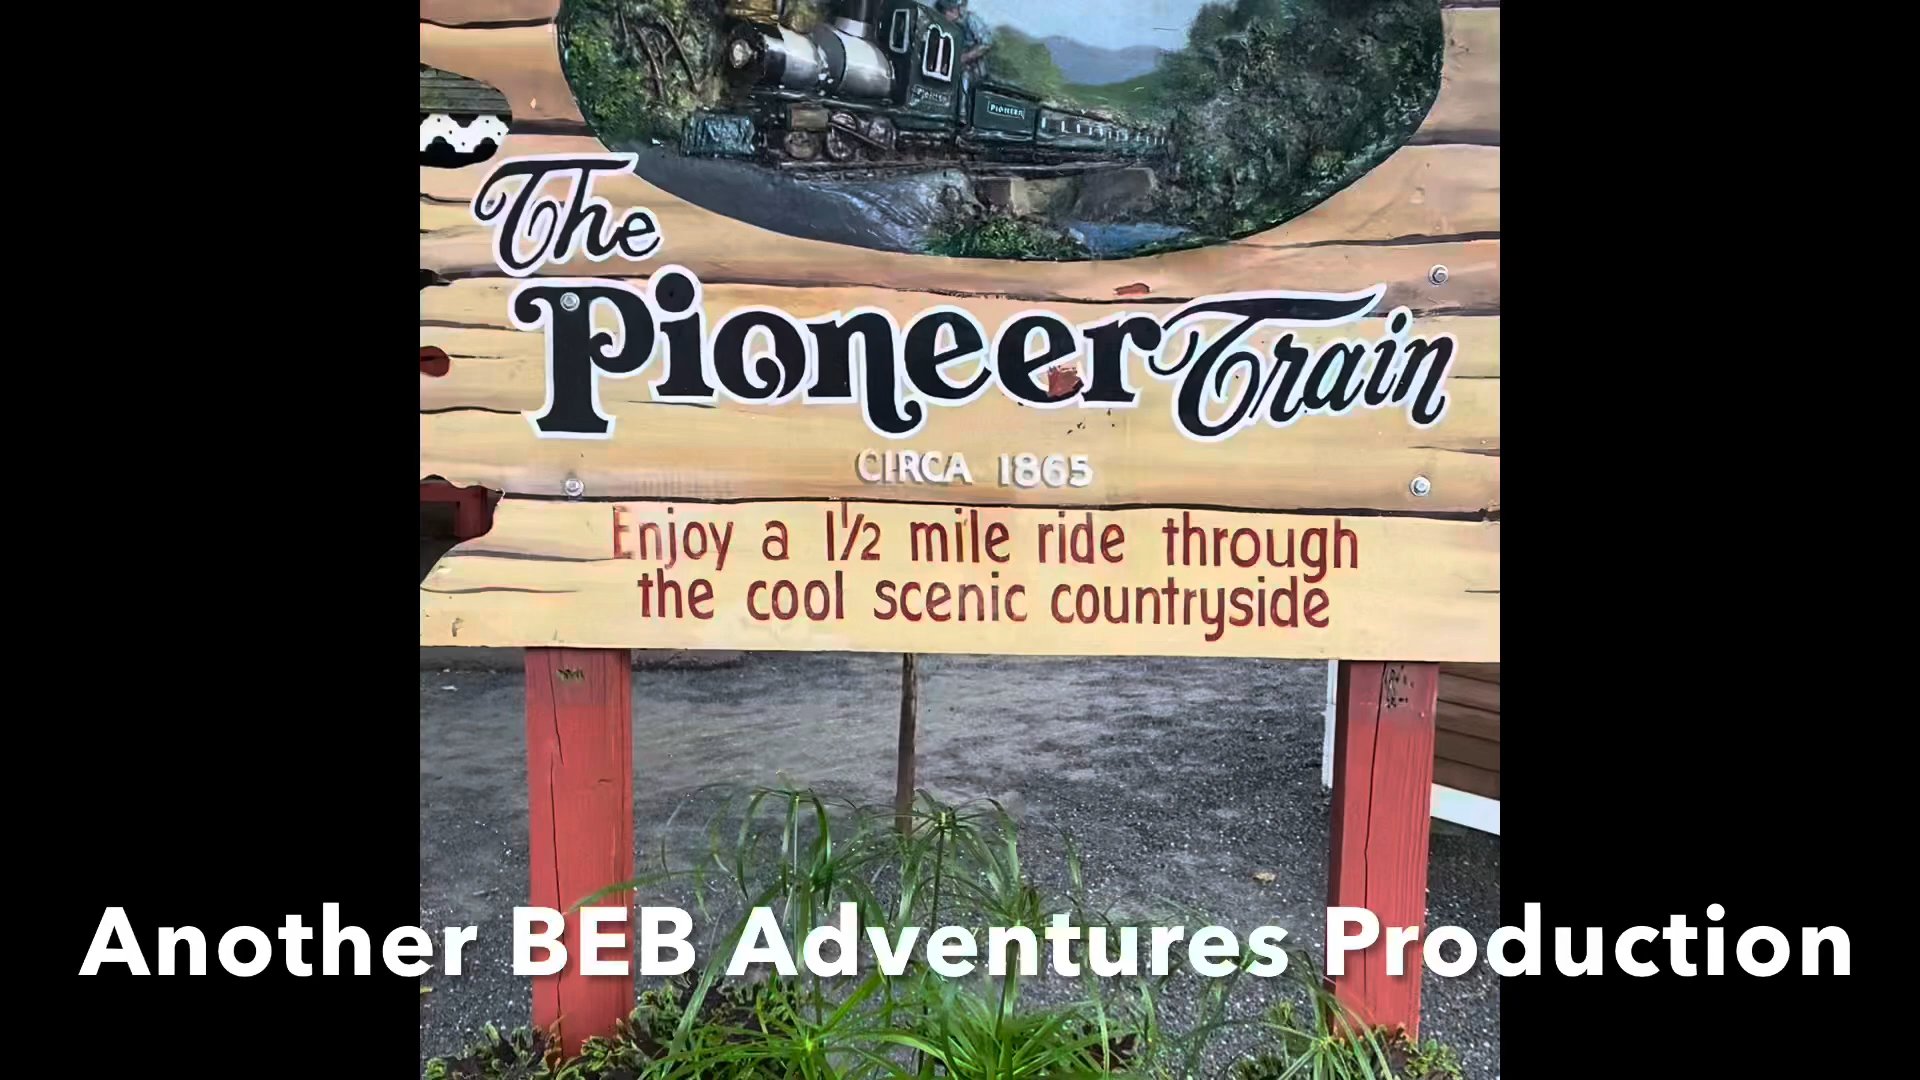 PIONEER
The
Pioneer Train
CIRCA 1865
Enjoy a 1½ mile ride through
the cool scenic countryside
Another BEB Adventures Production